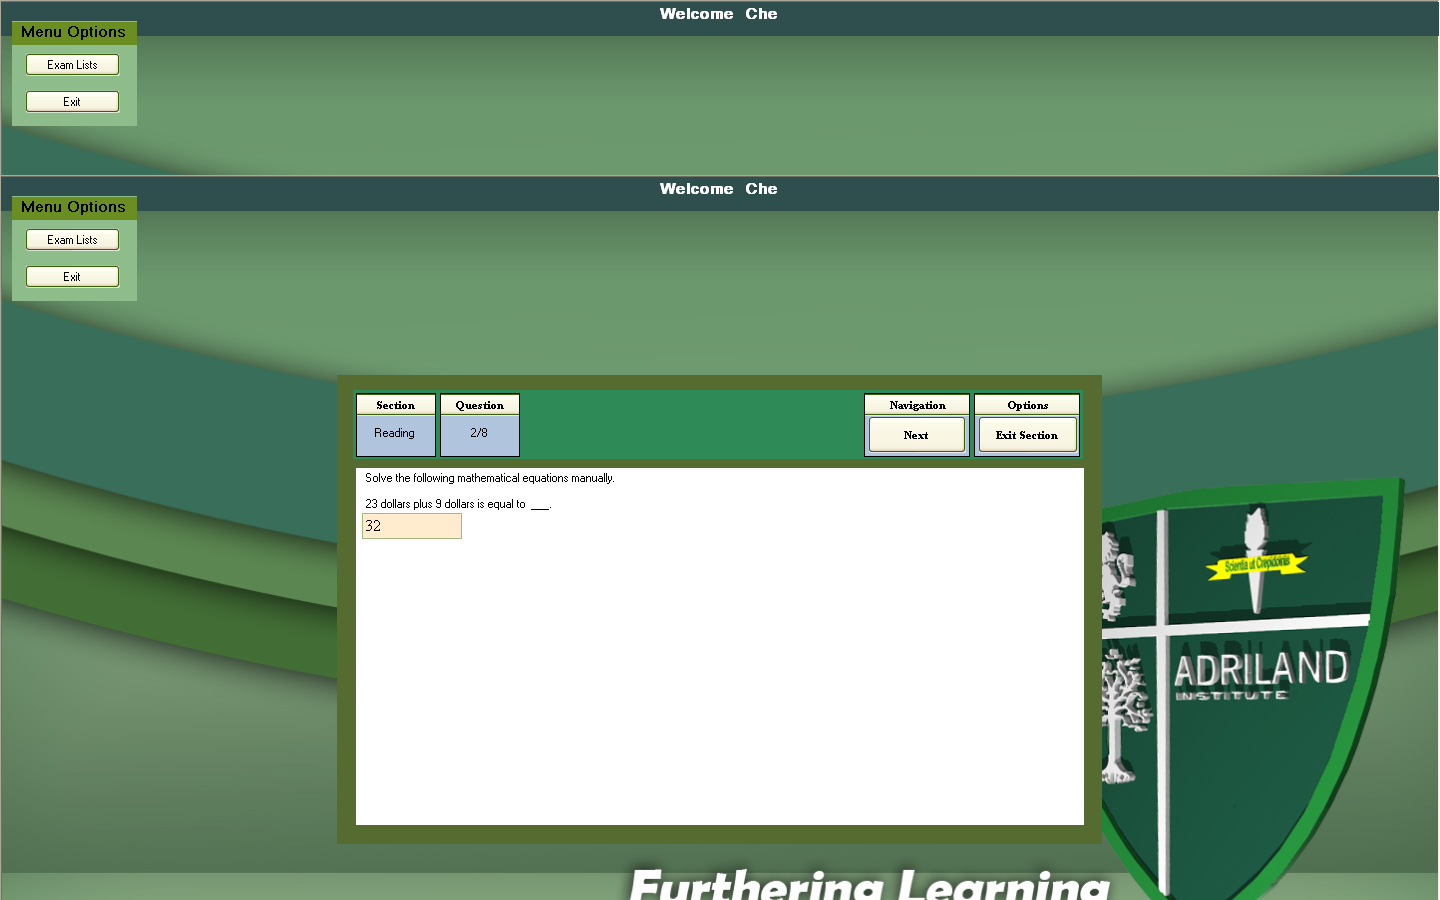 Welcome Che
Menu Options
Exam Lists
Exit
Welcome Che
Menu Options
Exam Lists
Exit
Section
Question
Navigation
Options
Reading
2/8
Next
Exit Section
Solve the following mathematical equations manually.
23 dollars plus 9 dollars is equal to ___.
32
Scientia ut Crepidoinis
ADRILAND
INSTITUTE
Furthering Learning